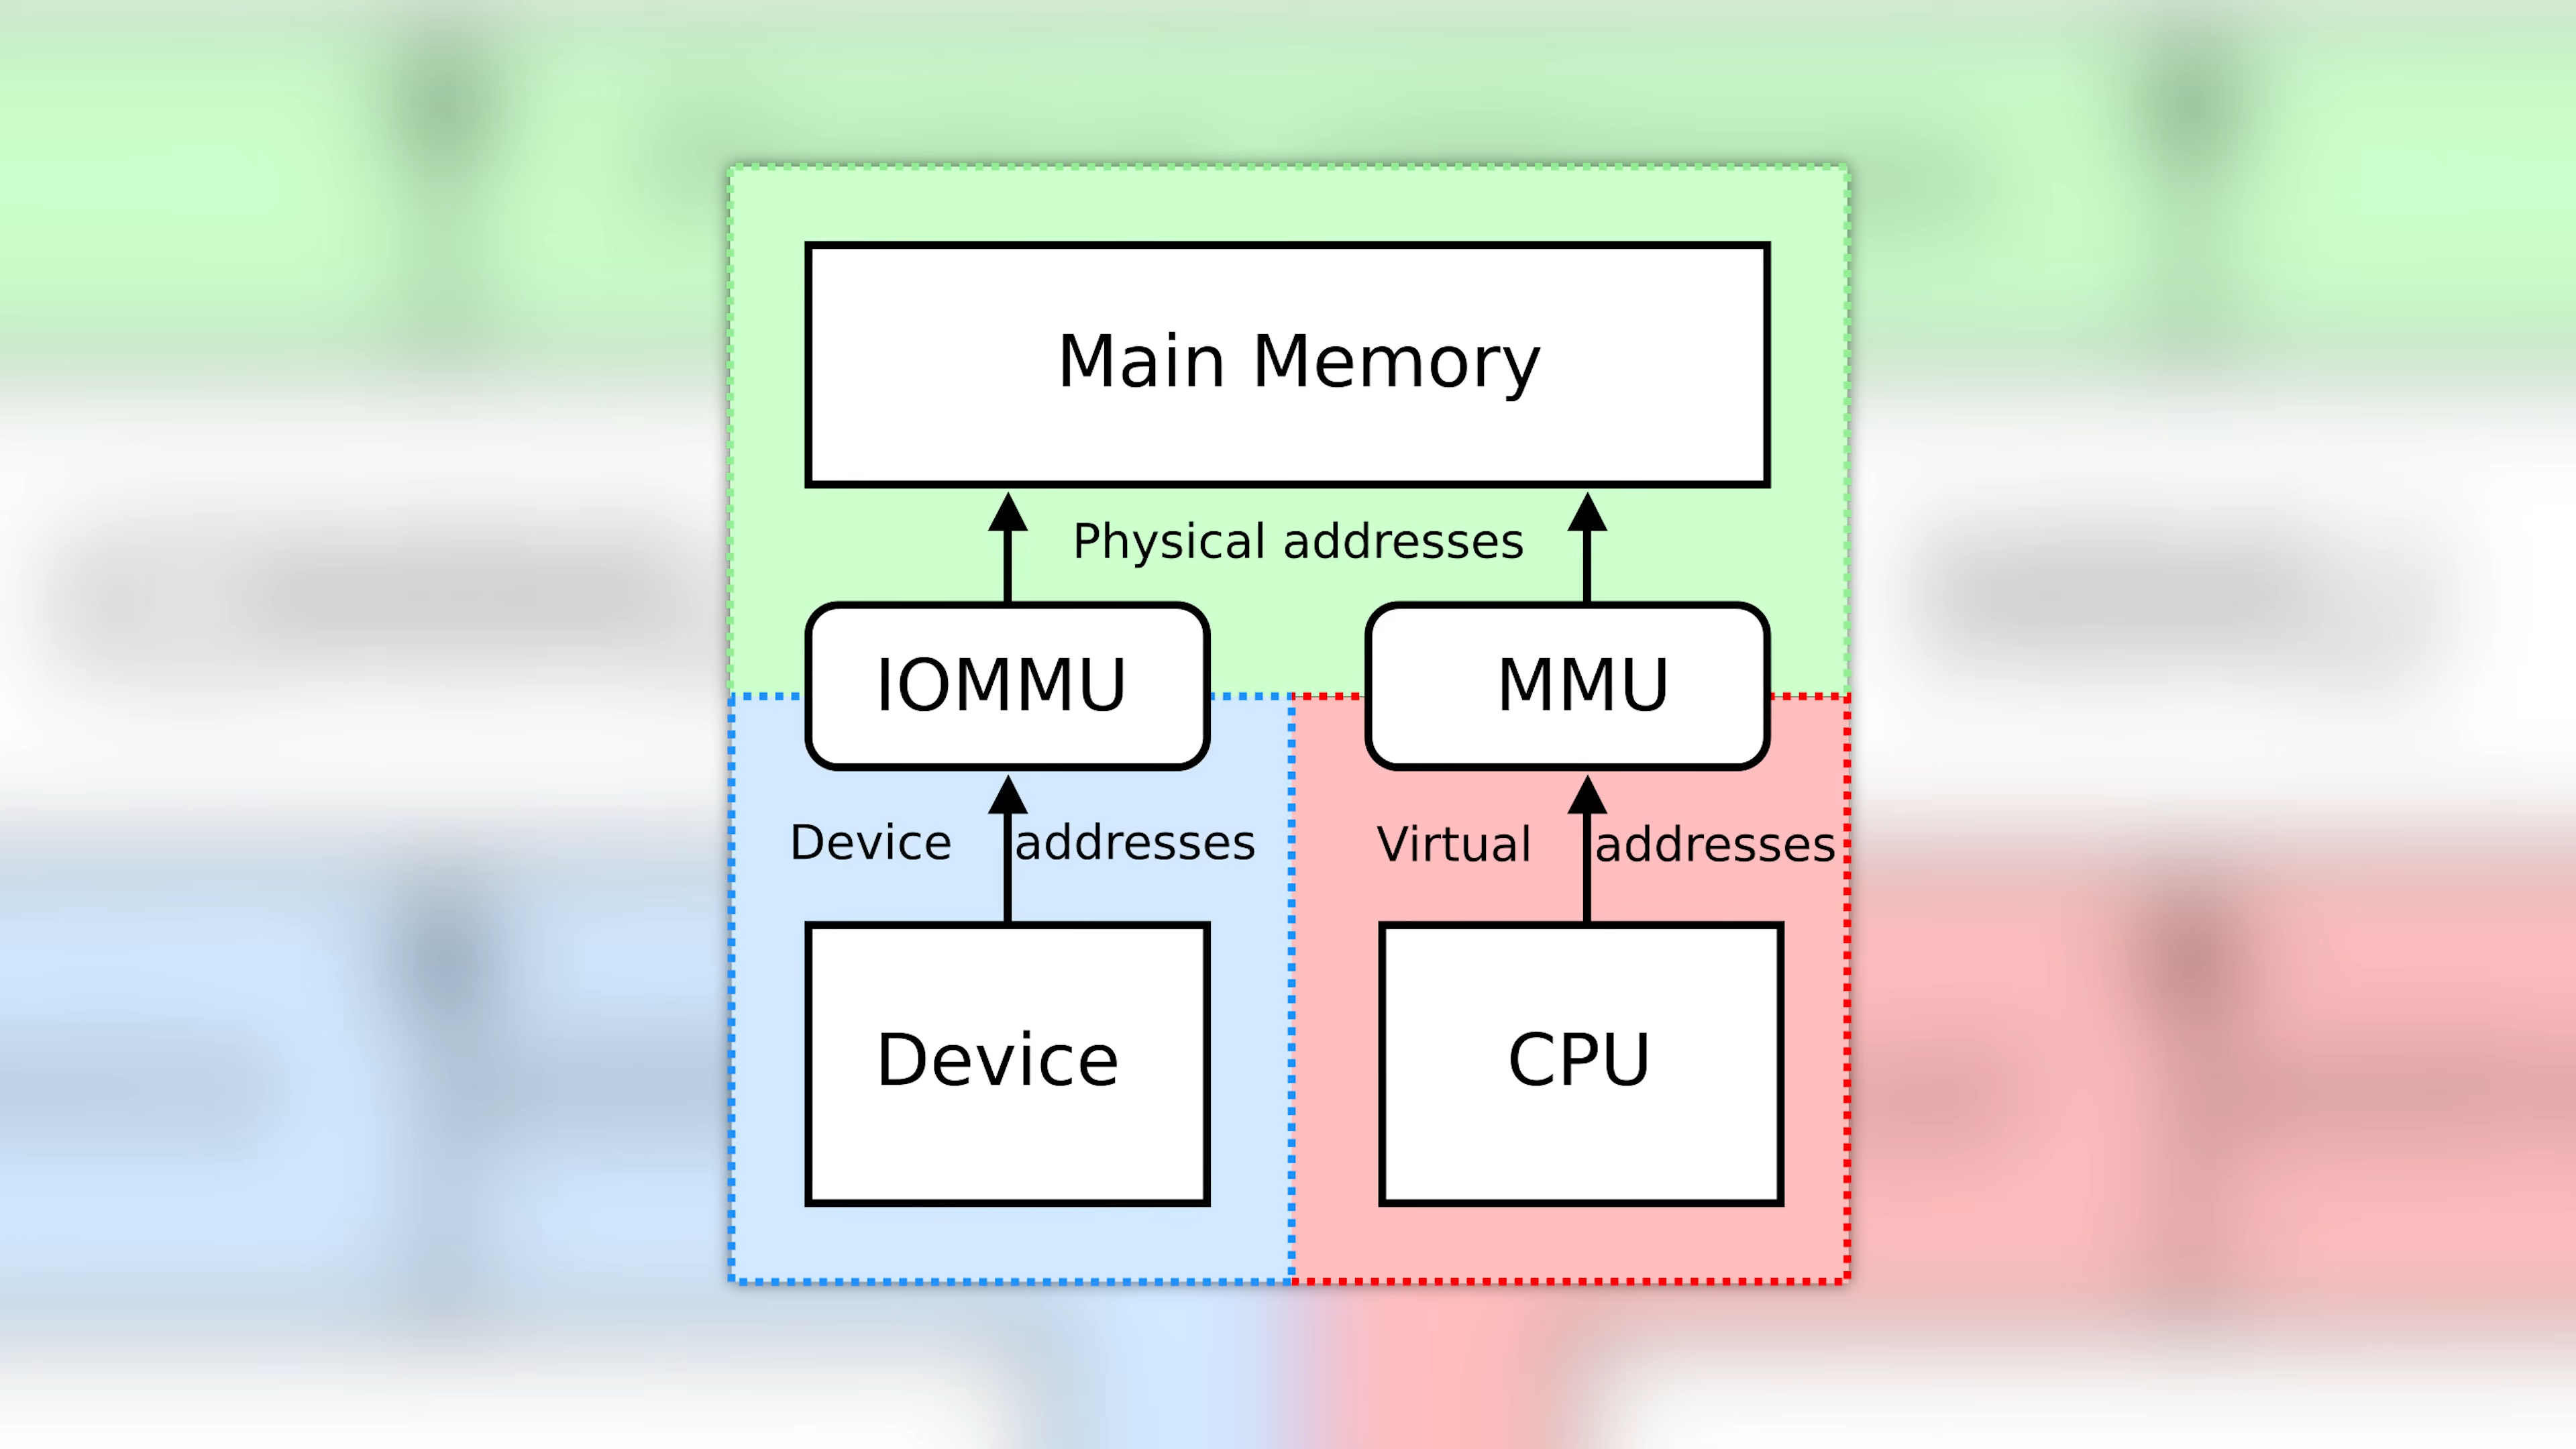 Main Memory
Physical addresses
IOMMU
MMU
Device addresses
Virtual addresses
Device
CPU